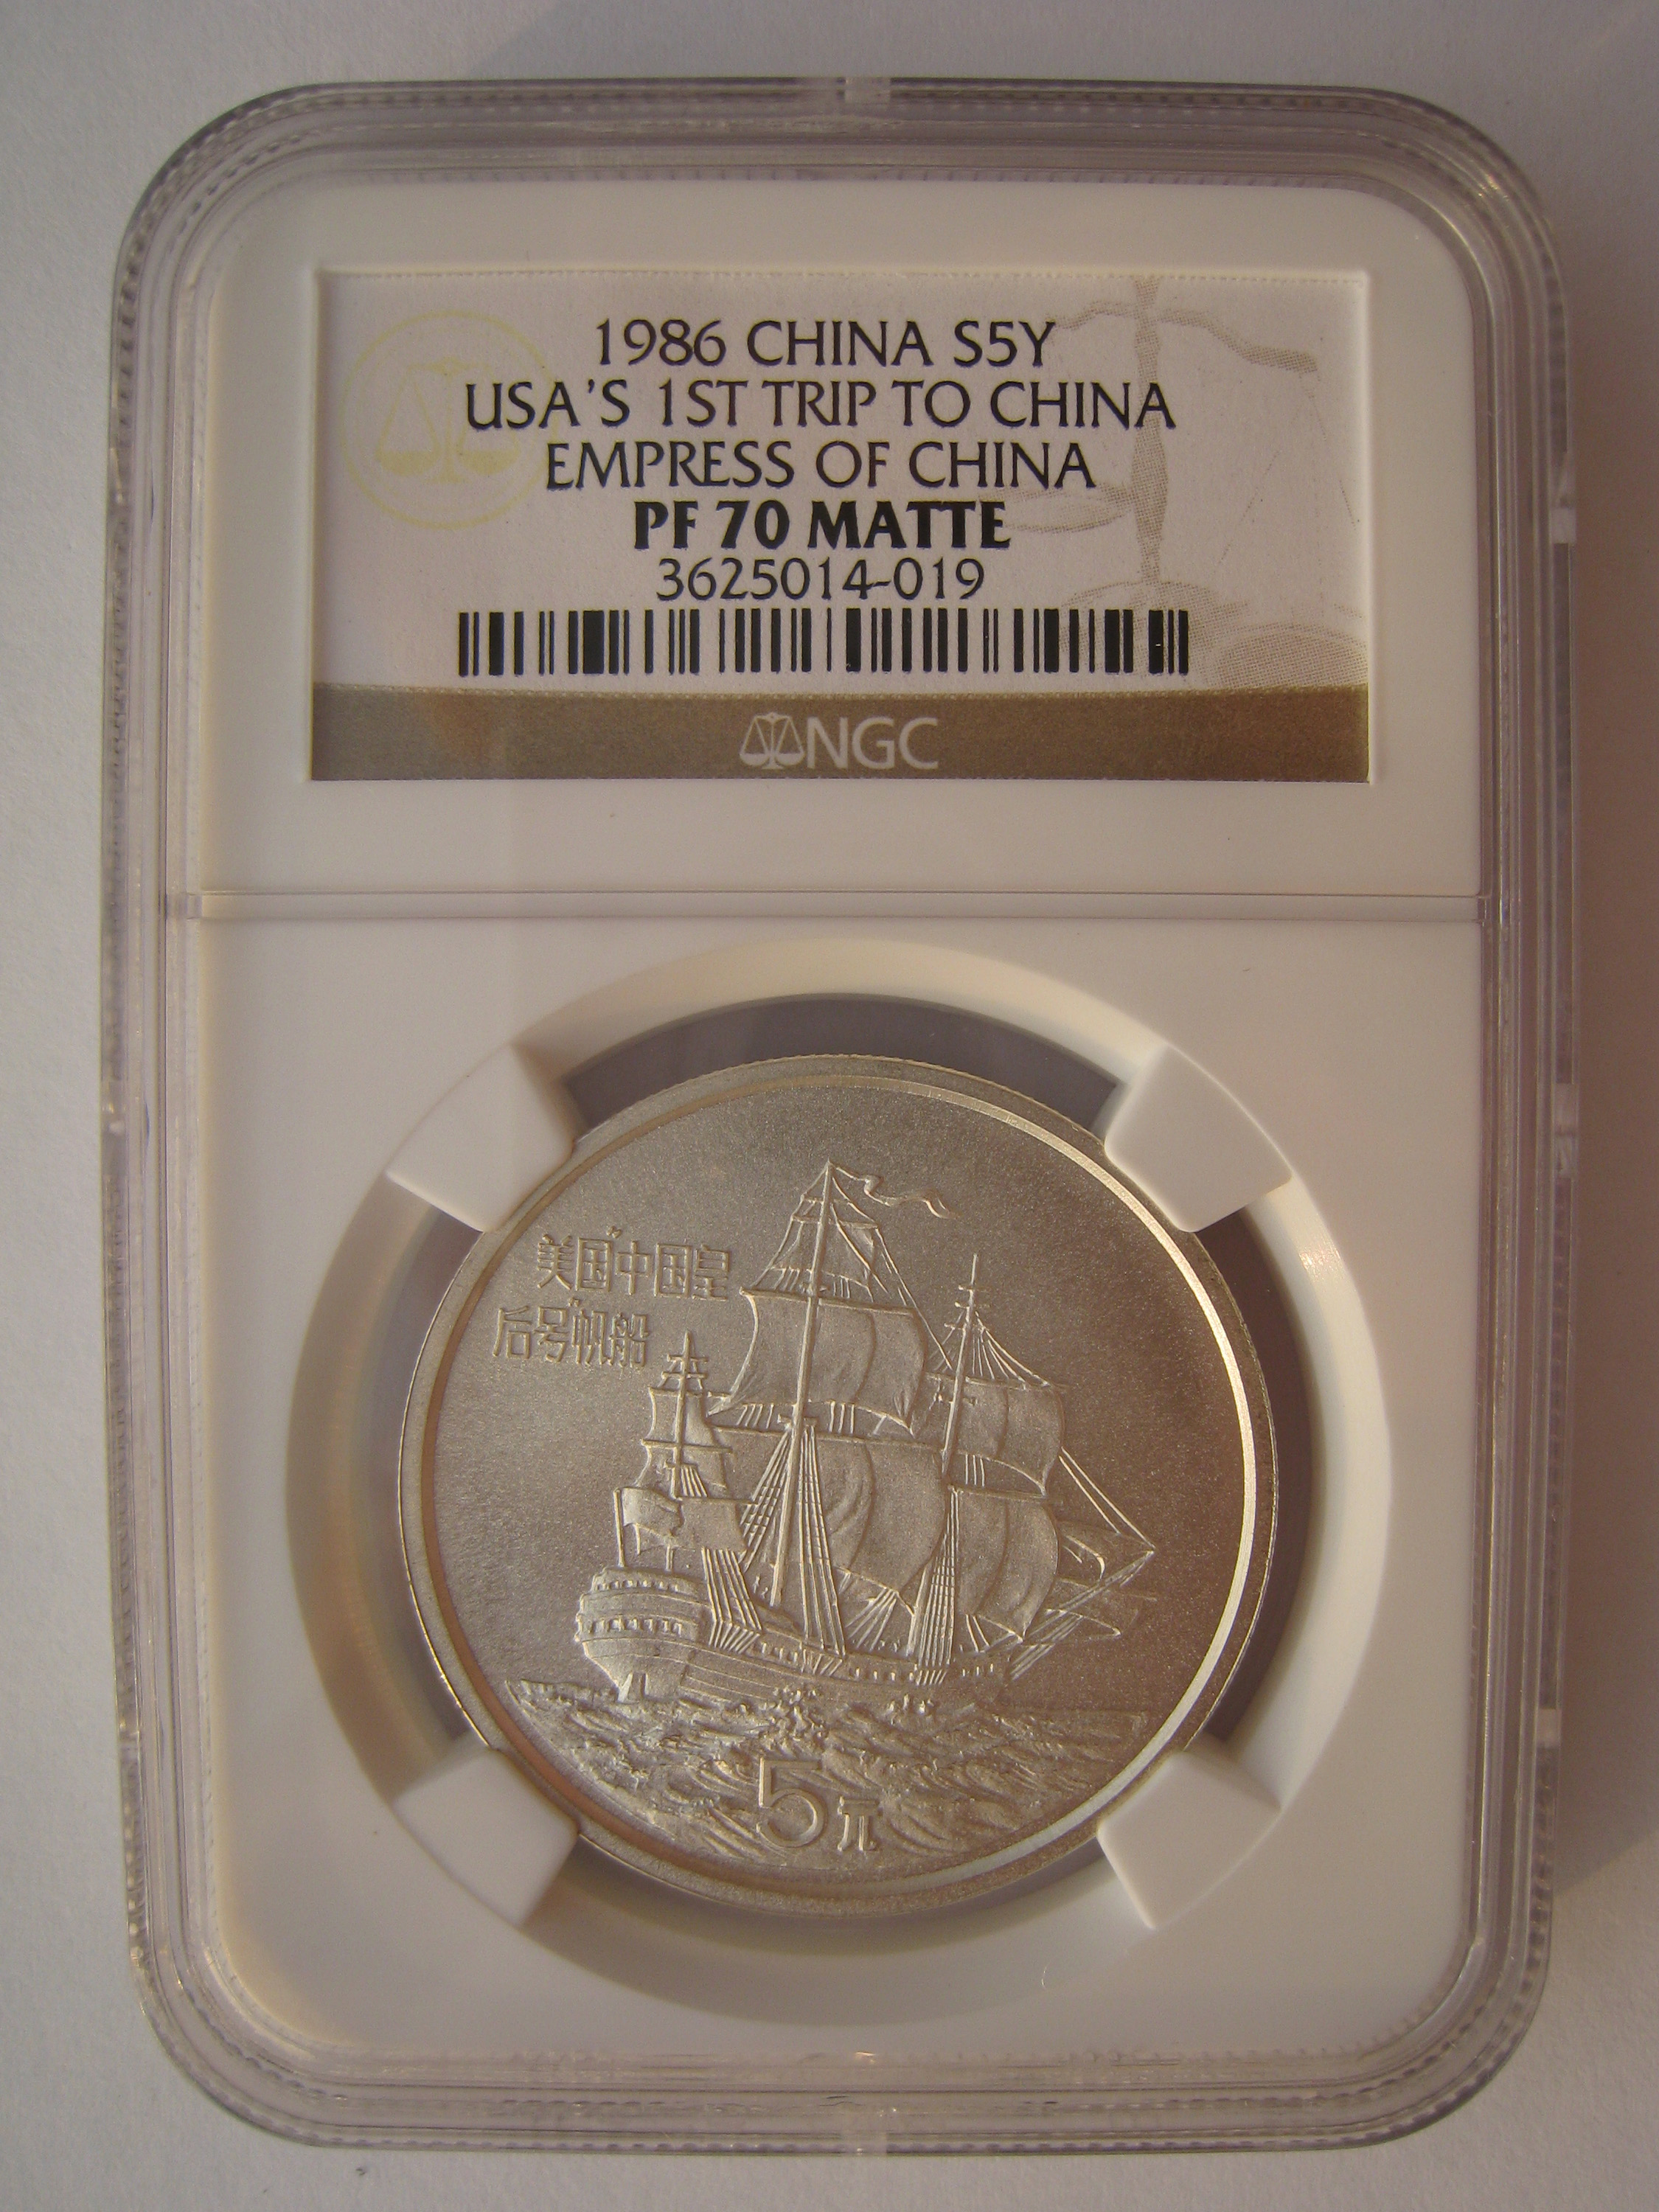 1986 CHINA S5Y
USA'S 1ST TRIP TO CHINA
EMPRESS OF CHINA
PF 70 MATTE
3625014-019
NGC
美国"中国皇
后号"帆船
5元